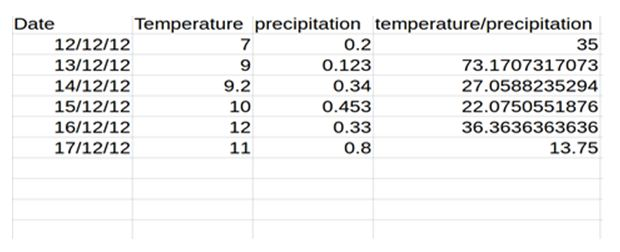 Date Temperature precipitation temperature/precipitation
12/12/12 7 0.2 35
13/12/12 9 0.123 73.1707317073
14/12/12 9.2 0.34 27.0588235294
15/12/12 10 0.453 22.0750551876
16/12/12 12 0.33 36.3636363636
17/12/12 11 0.8 13.75